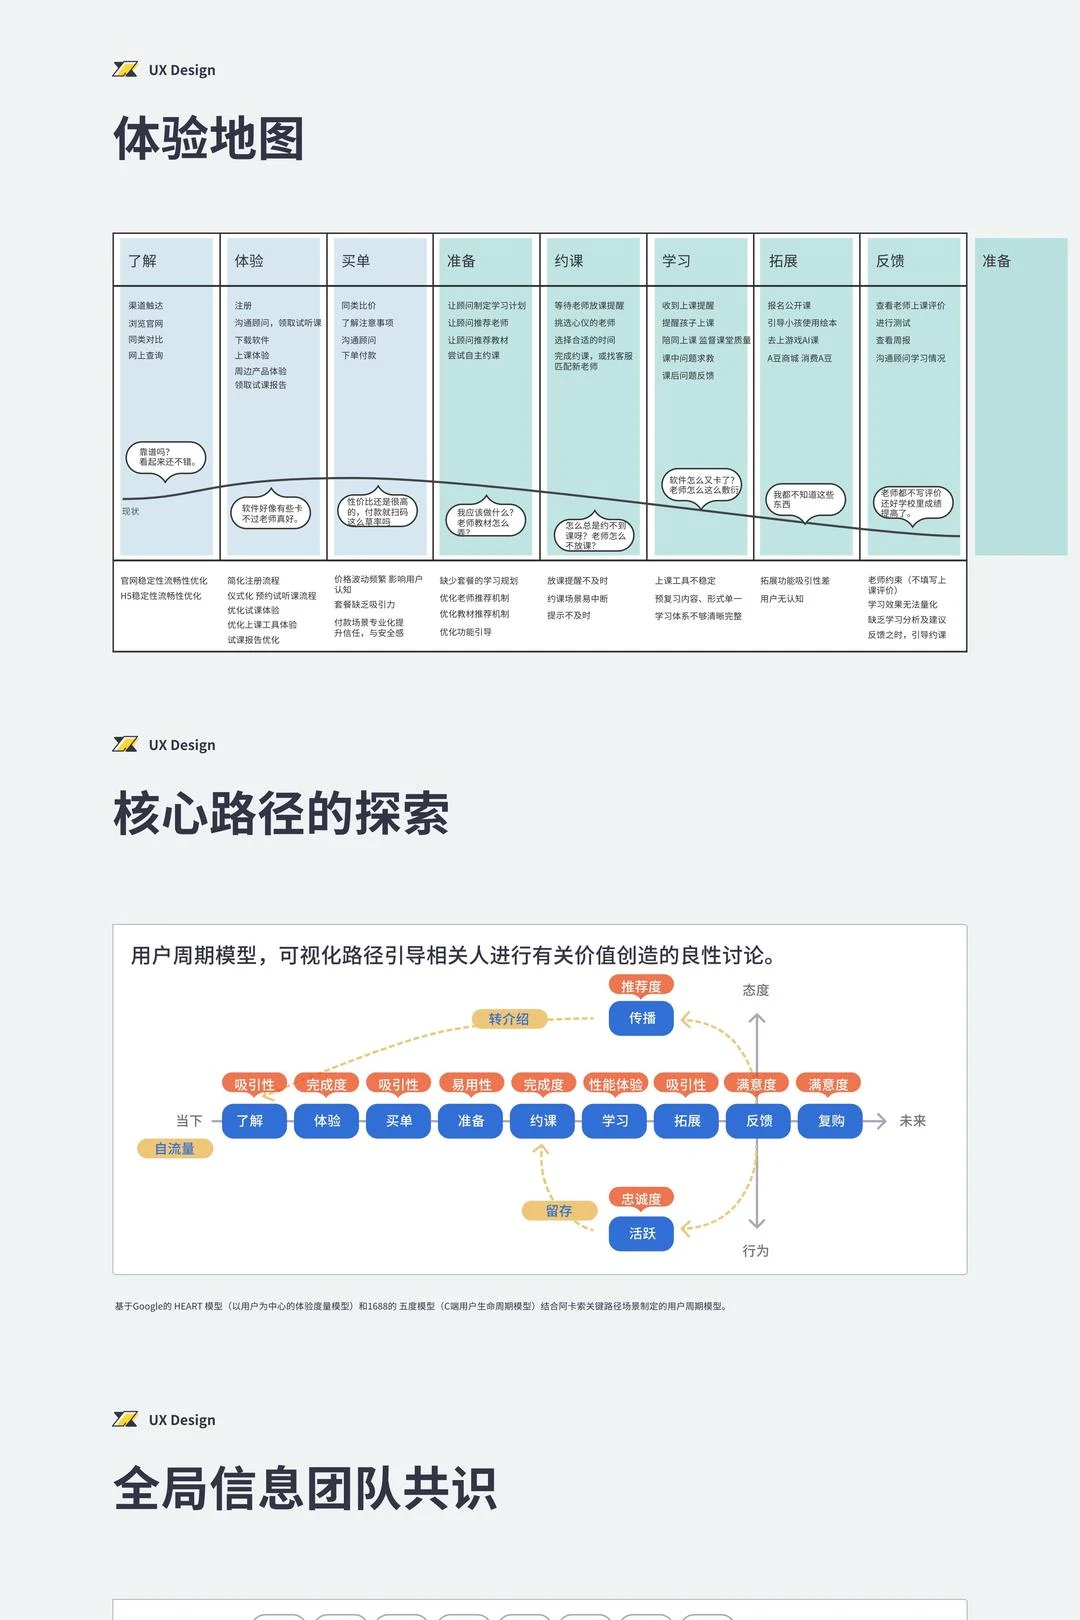 UX Design
体验地图
了解
体验
买单
准备
约课
学习
拓展
反馈
准备
渠道触达
浏览官网
同类对比
网上查询
注册
沟通顾问，领取试听课
下载软件
上课体验
周边产品体验
领取试课报告
同类比价
了解注意事项
沟通顾问
下单付款
让顾问制定学习计划
让顾问推荐老师
让顾问推荐教材
尝试自主约课
等待老师放课提醒
挑选心仪的老师
选择合适的时间
完成约课，或找客服
匹配新老师
收到上课提醒
提醒孩子上课
陪同上课 监督课堂质量
课中问题求救
课后问题反馈
报名公开课
引导小孩使用绘本
去上游戏AI课
A豆商城 消费A豆
查看老师上课评价
进行测试
查看周报
沟通顾问学习情况
靠谱吗？
看起来还不错。
现状
软件好像有些卡
不过老师真好。
性价比还是很高
的，付款就扫码
这么草率吗
我应该做什么？
老师教材怎么
弄？
怎么总是约不到
课呀？老师怎么
不放课？
软件怎么又卡了？
老师怎么这么敷衍
我都不知道这些
东西
老师都不写评价
还好学校里成绩
提高了。
官网稳定性流畅性优化
H5稳定性流畅性优化
简化注册流程
仪式化 预约试听课流程
优化试课体验
优化上课工具体验
试课报告优化
价格波动频繁 影响用户
认知
套餐缺乏吸引力
付款场景专业化提
升信任，与安全感
缺少套餐的学习规划
优化老师推荐机制
优化教材推荐机制
优化功能引导
放课提醒不及时
约课场景易中断
提示不及时
上课工具不稳定
预复习内容、形式单一
学习体系不够清晰完整
拓展功能吸引性差
用户无认知
老师约束（不填写上
课评价）
学习效果无法量化
缺乏学习分析及建议
反馈之时，引导约课
UX Design
核心路径的探索
用户周期模型，可视化路径引导相关人进行有关价值创造的良性讨论。
推荐度
传播
态度
转介绍
吸引性
完成度
吸引性
易用性
完成度
性能体验
吸引性
满意度
满意度
当下
了解
体验
买单
准备
约课
学习
拓展
反馈
复购
未来
自流量
忠诚度
留存
活跃
行为
基于Google的 HEART 模型（以用户为中心的体验度量模型）和1688的 五度模型（C端用户生命周期模型）结合阿卡索关键路径场景制定的用户周期模型。
UX Design
全局信息团队共识